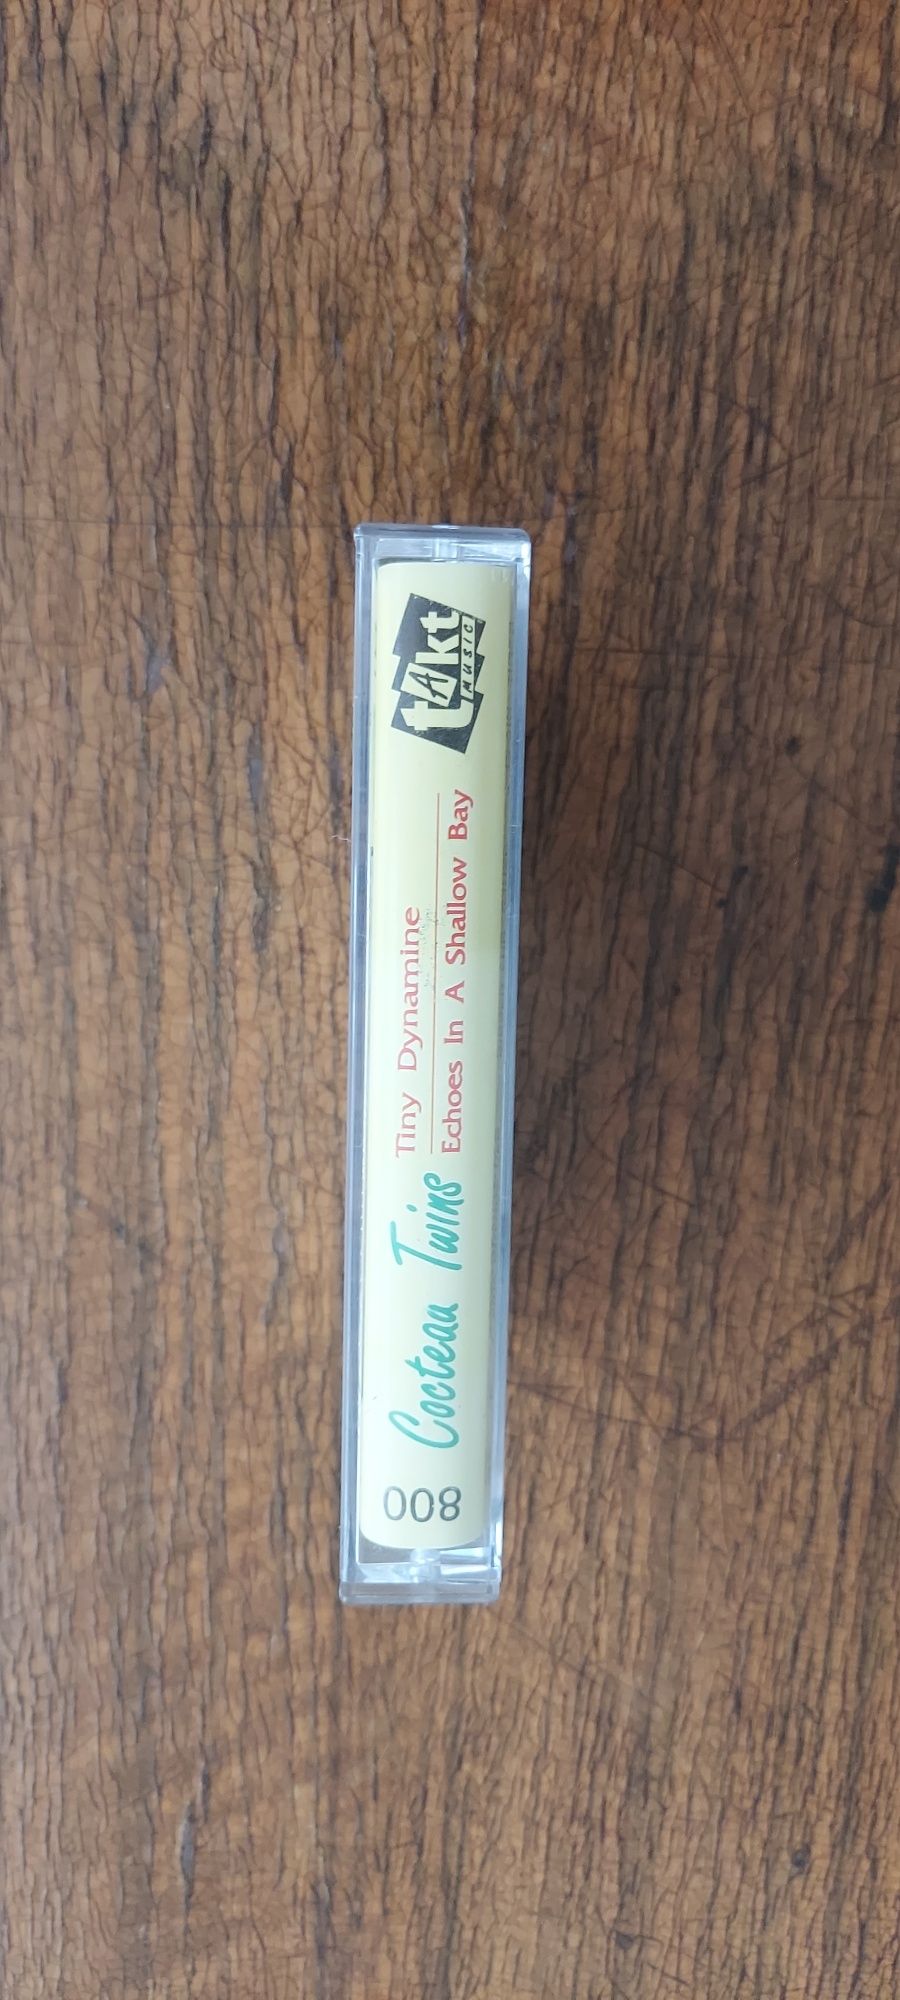 008
Cocteau Twins
Tiny Dynamine
Echoes In A Shallow Bay
tAkt
MUSIC